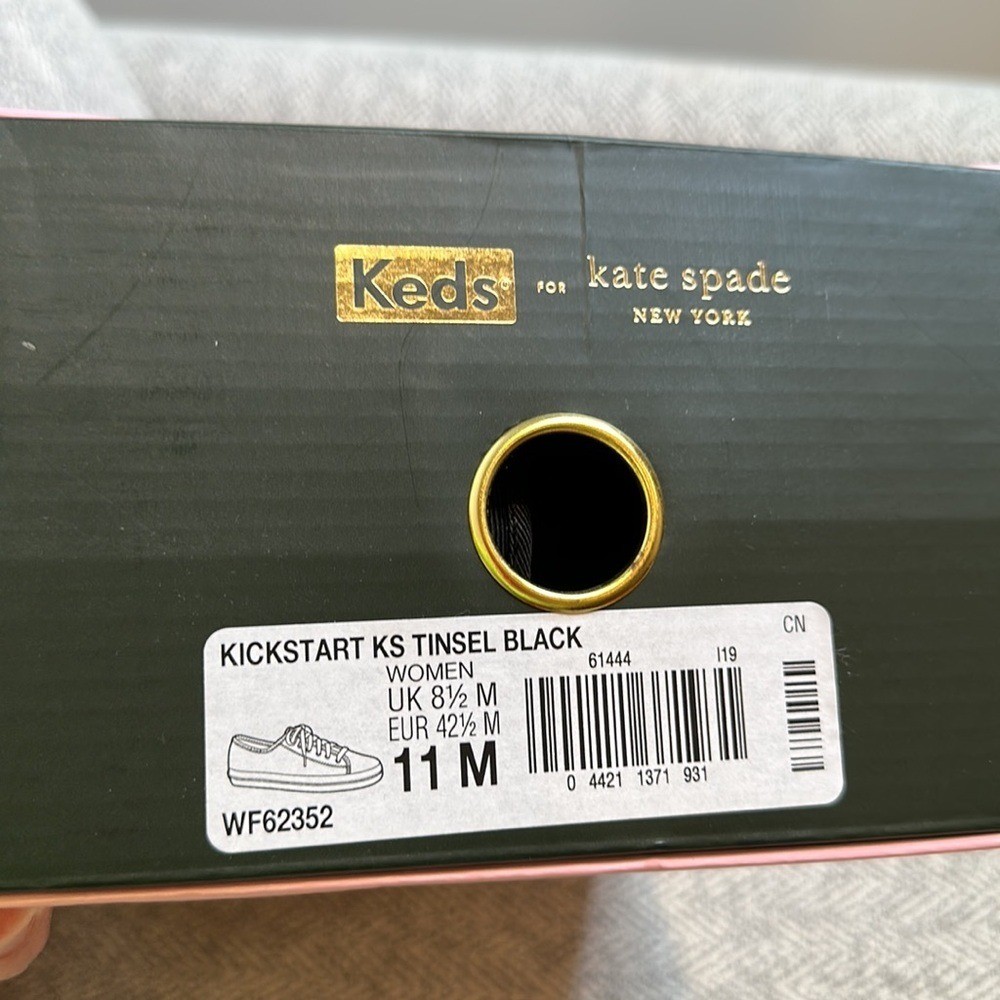 Keds® FOR kate spade
NEW YORK
KICKSTART KS TINSEL BLACK
CN
WOMEN
61444 I19
UK 8½ M
EUR 42½ M
11 M
0 4421 1371 931
WF62352